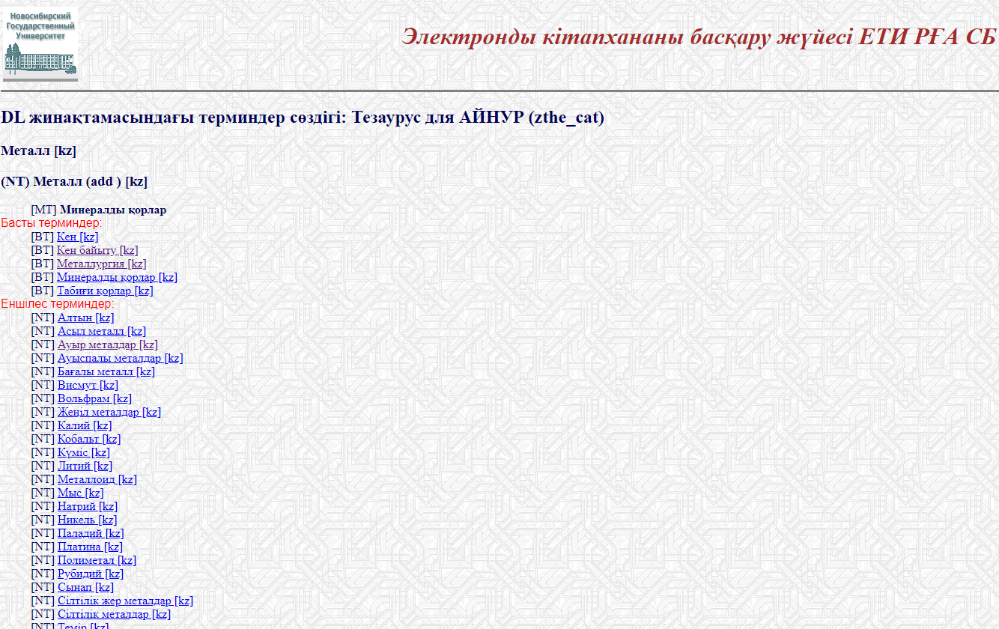 Новосибирский
Государственный
Университет
Электронды кітапхананы басқару жүйесі ЕТИ РҒА СБ
DL жинақтамасындағы терминдер сөздігі: Тезаурус для АЙНУР (zthe_cat)
Металл [kz]
(NT) Металл (add ) [kz]
[MT] Минералды қорлар
Басты терминдер:
[BT] Кен [kz]
[BT] Кен байыту [kz]
[BT] Металлургия [kz]
[BT] Минералды қорлар [kz]
[BT] Табиғи қорлар [kz]
Еншілес терминдер:
[NT] Алтын [kz]
[NT] Асыл металл [kz]
[NT] Ауыр металдар [kz]
[NT] Ауыспалы металдар [kz]
[NT] Бағалы металл [kz]
[NT] Висмут [kz]
[NT] Вольфрам [kz]
[NT] Жеңіл металдар [kz]
[NT] Калий [kz]
[NT] Кобальт [kz]
[NT] Күміс [kz]
[NT] Литий [kz]
[NT] Металлоид [kz]
[NT] Мыс [kz]
[NT] Натрий [kz]
[NT] Никель [kz]
[NT] Паладий [kz]
[NT] Платина [kz]
[NT] Полиметал [kz]
[NT] Рубидий [kz]
[NT] Сынап [kz]
[NT] Сілтілік жер металдар [kz]
[NT] Сілтілік металдар [kz]
[NT] Темір [kz]